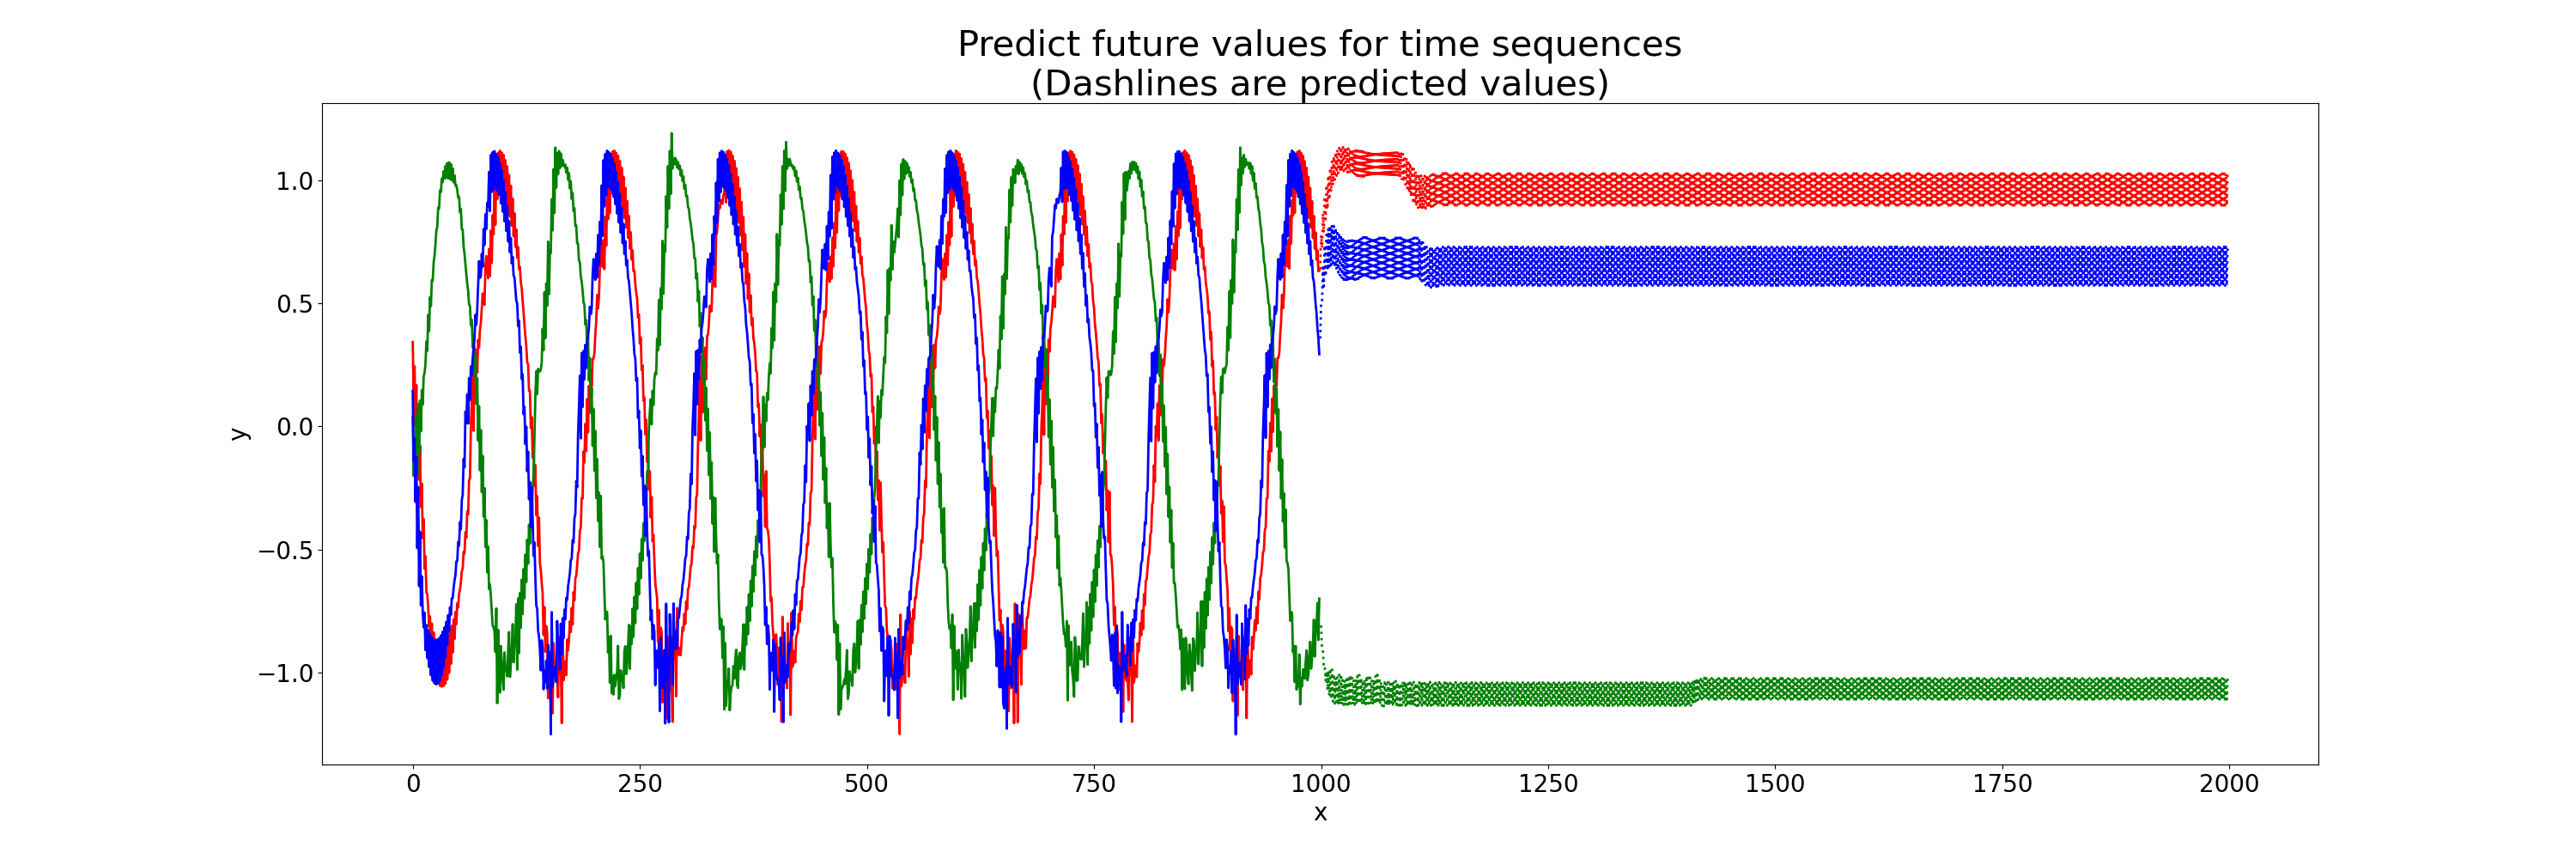 Predict future values for time sequences
(Dashlines are predicted values)
1.0
0.5
0.0
−0.5
−1.0
y
0 250 500 750 1000 1250 1500 1750 2000
x